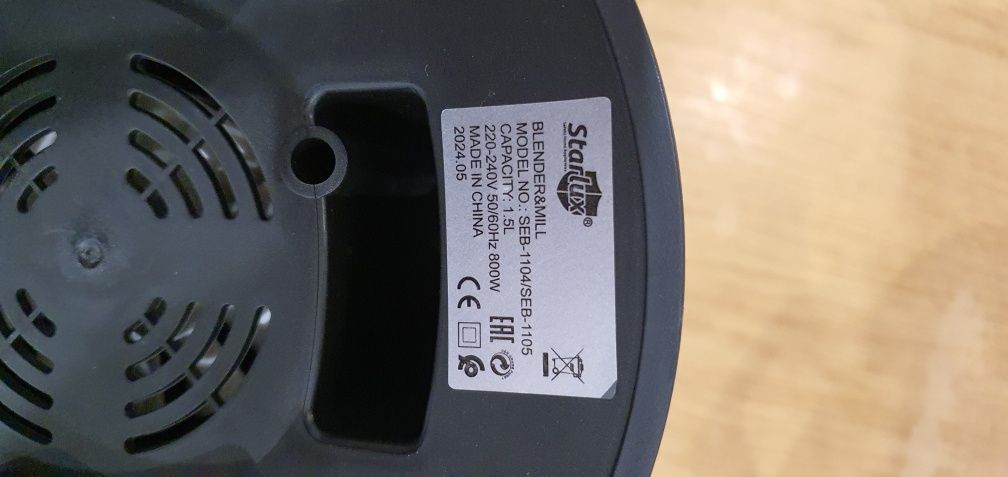 Starlux®
BLENDER&MILL
MODEL NO.: SEB-1104/SEB-1105
CAPACITY: 1.5L
220-240V 50/60Hz 800W
MADE IN CHINA
2024.05
CE
EAC